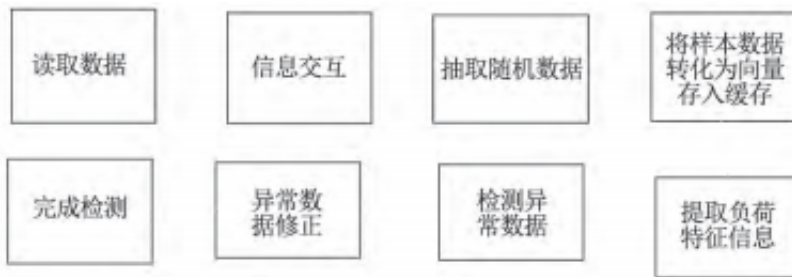 读取数据
信息交互
抽取随机数据
将样本数据
转化为向量
存入缓存
完成检测
异常数
据修正
检测异
常数据
提取负荷
特征信息